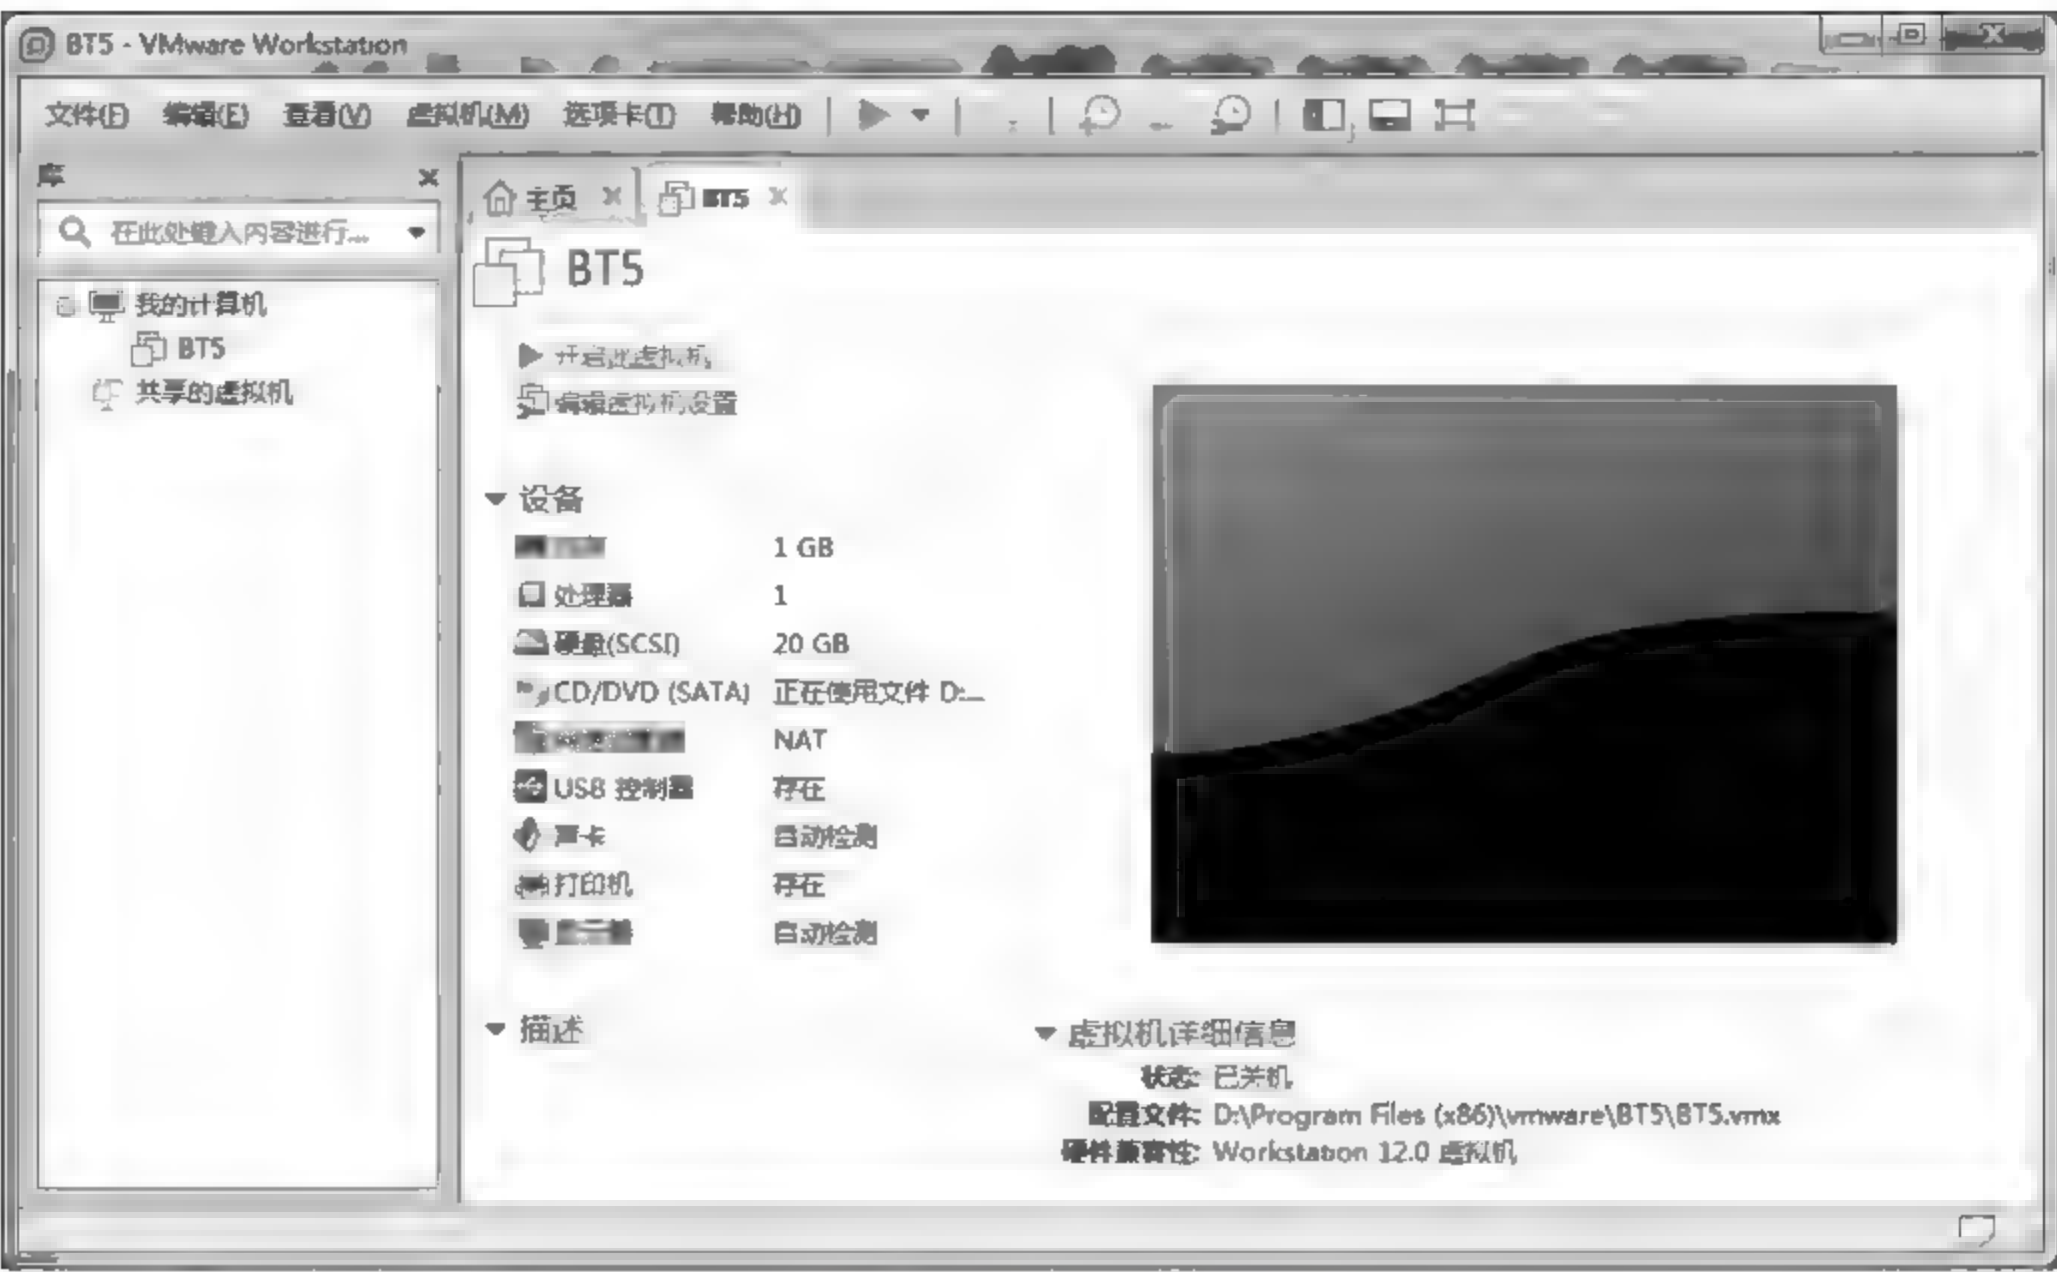 BT5 - VMware Workstation
文件(F) 编辑(E) 查看(V) 虚拟机(M) 选项卡(T) 帮助(H)
库
在此处键入内容进行...
我的计算机
BT5
共享的虚拟机
主页 BT5
BT5
开启此虚拟机
编辑虚拟机设置
设备
1 GB
处理器 1
硬盘(SCSI) 20 GB
CD/DVD (SATA) 正在使用文件 D:...
NAT
USB 控制器 存在
声卡 自动检测
打印机 存在
自动检测
描述
虚拟机详细信息
状态: 已关机
配置文件: D:\Program Files (x86)\vmware\BT5\BT5.vmx
硬件兼容性: Workstation 12.0 虚拟机